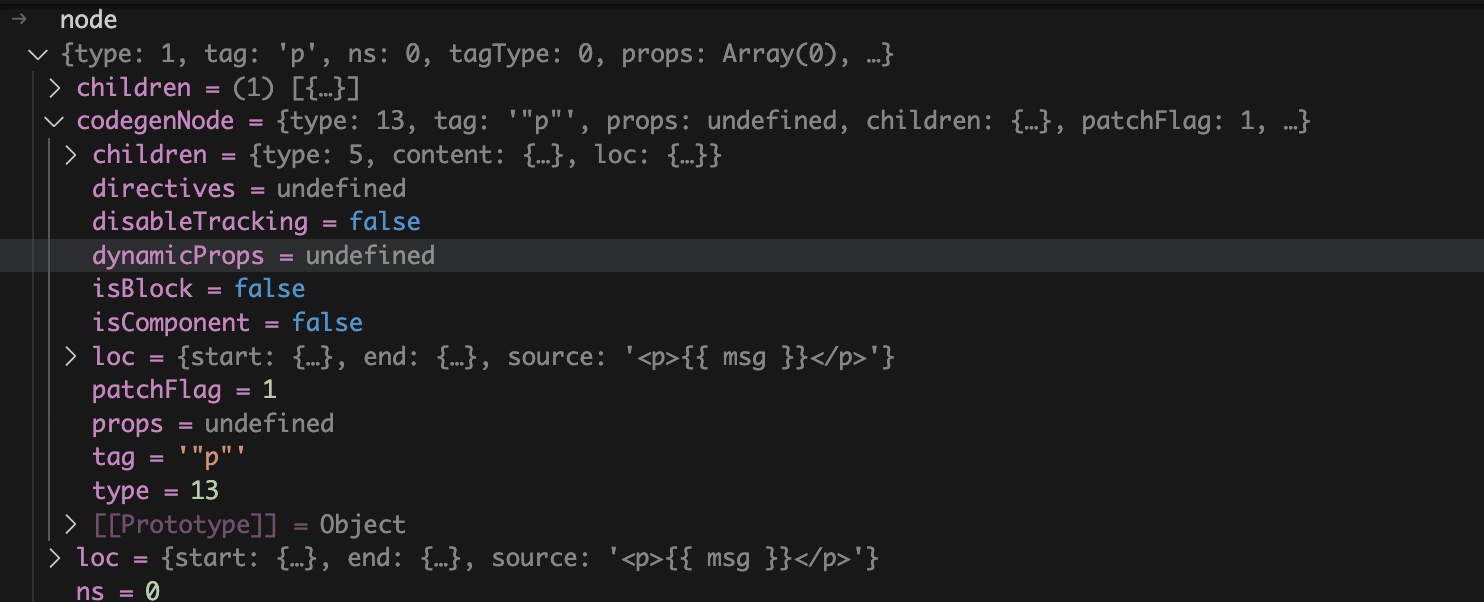 → node
{type: 1, tag: 'p', ns: 0, tagType: 0, props: Array(0), …}
children = (1) [{…}]
codegenNode = {type: 13, tag: '"p"', props: undefined, children: {…}, patchFlag: 1, …}
children = {type: 5, content: {…}, loc: {…}}
directives = undefined
disableTracking = false
dynamicProps = undefined
isBlock = false
isComponent = false
loc = {start: {…}, end: {…}, source: '<p>{{ msg }}</p>'}
patchFlag = 1
props = undefined
tag = '"p"'
type = 13
[[Prototype]] = Object
loc = {start: {…}, end: {…}, source: '<p>{{ msg }}</p>'}
ns = 0